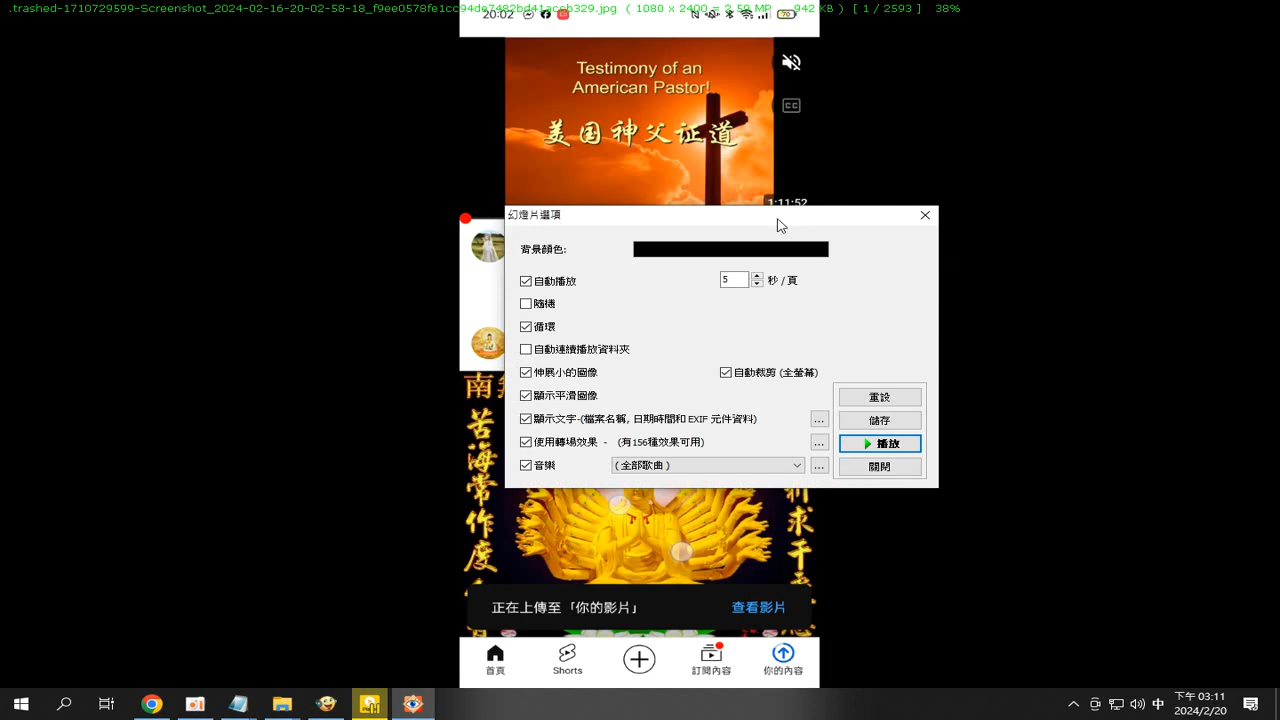 .trashed-1710729599-Screenshot_2024-02-16-20-02-58-18_f9ee0578fe1cc94de7482bd41accb329.jpg ( 1080 x 2400 = 2.59 MP 942 KB ) [ 1 / 2593 ] 38%
20:02
70
Testimony of an
American Pastor!
CC
美国神父证道
1:11:52
幻燈片選項
背景顏色:
自動播放 5 秒 / 頁
隨機
循環
自動連續播放資料夾
伸展小的圖像 自動裁剪 (全螢幕)
顯示平滑圖像
重設
顯示文字-(檔案名稱, 日期時間和 EXIF 元件資料) ...
儲存
使用轉場效果 - (有156種效果可用) ...
播放
音樂 ( 全部歌曲 ) ...
關閉
南
苦海常作度
祈求千
正在上傳至「你的影片」 查看影片
首頁 Shorts 訂閱內容 你的內容
中
下午 03:11
2024/2/20